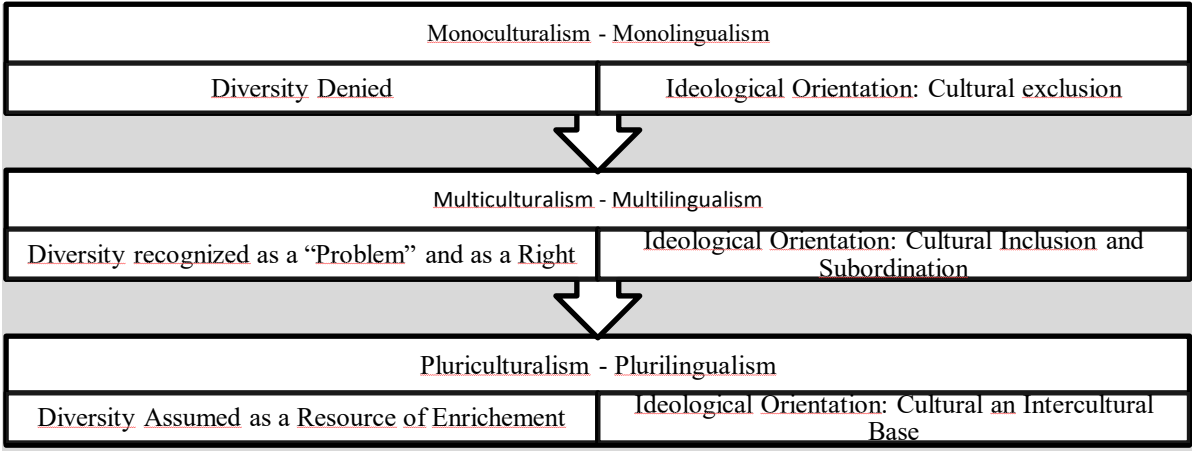 Monoculturalism - Monolingualism
Diversity Denied
Ideological Orientation: Cultural exclusion
Multiculturalism - Multilingualism
Diversity recognized as a “Problem” and as a Right
Ideological Orientation: Cultural Inclusion and
Subordination
Pluriculturalism - Plurilingualism
Diversity Assumed as a Resource of Enrichement
Ideological Orientation: Cultural an Intercultural
Base